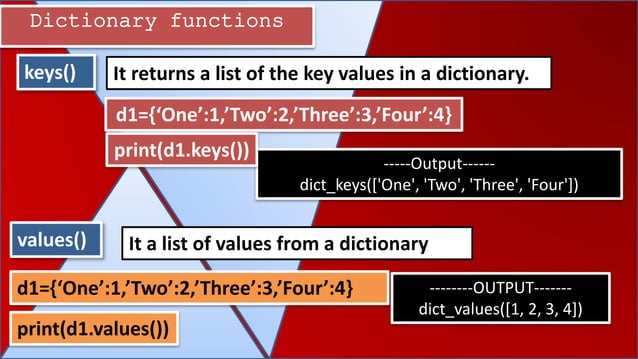 Dictionary functions
keys()
It returns a list of the key values in a dictionary.
d1={‘One’:1,’Two’:2,’Three’:3,’Four’:4}
print(d1.keys())
-----Output------
dict_keys(['One', 'Two', 'Three', 'Four'])
values()
It a list of values from a dictionary
d1={‘One’:1,’Two’:2,’Three’:3,’Four’:4}
print(d1.values())
--------OUTPUT-------
dict_values([1, 2, 3, 4])